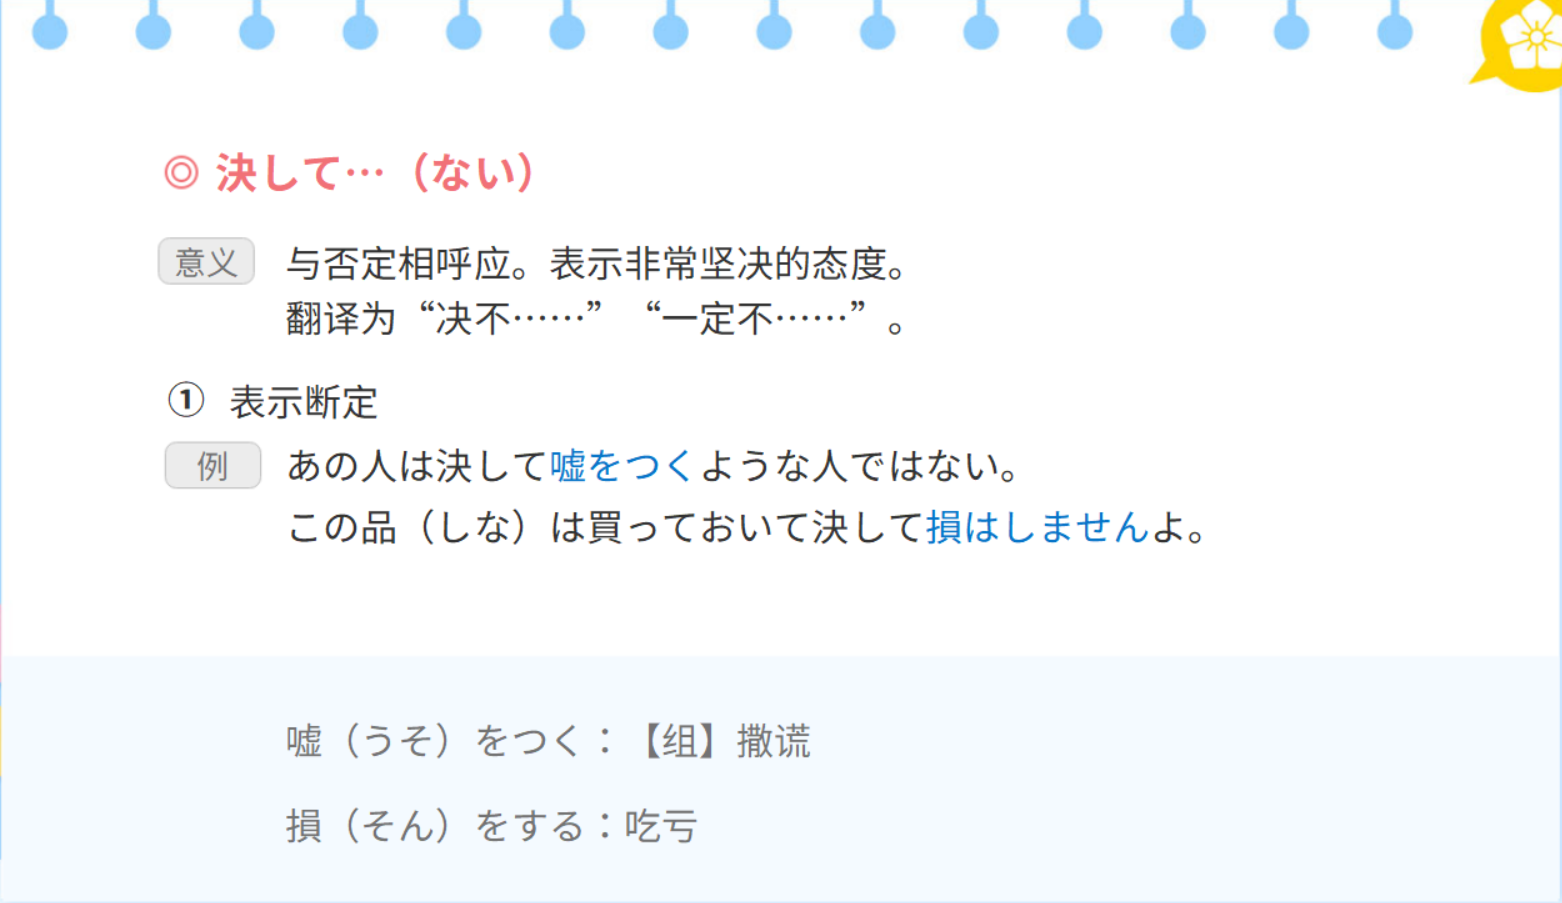 ◎ 決して…（ない）
意义 与否定相呼应。表示非常坚决的态度。
翻译为“决不……”“一定不……”。
① 表示断定
例 あの人は決して嘘をつくような人ではない。
この品（しな）は買っておいて決して損はしませんよ。
嘘（うそ）をつく：【组】撒谎
損（そん）をする：吃亏